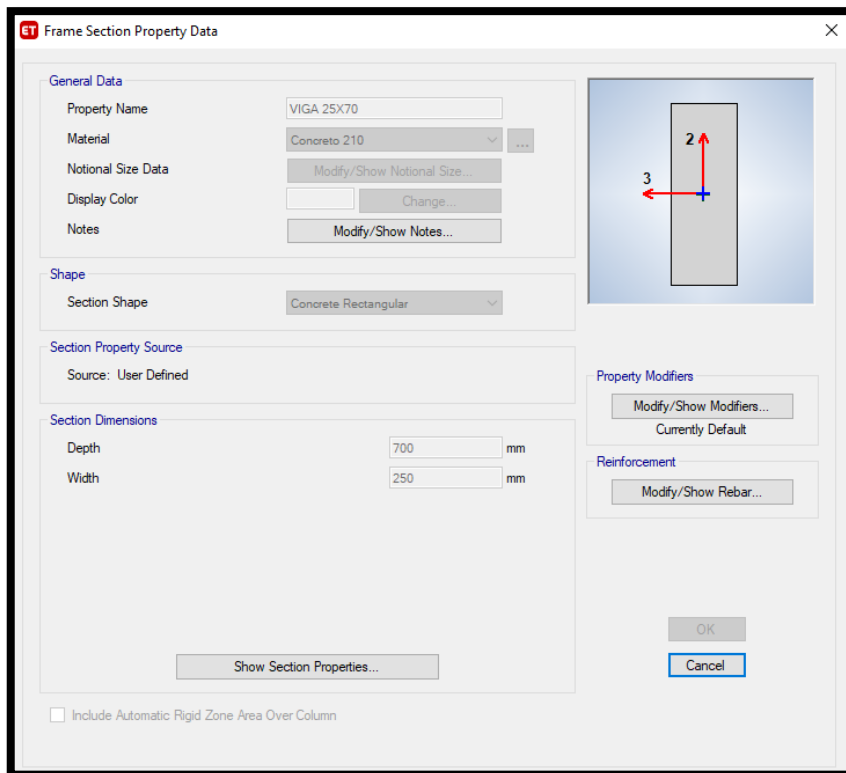 ET Frame Section Property Data
General Data
Property Name VIGA 25X70
Material Concreto 210 ...
Notional Size Data Modify/Show Notional Size...
Display Color Change...
Notes Modify/Show Notes...
Shape
Section Shape Concrete Rectangular
Section Property Source
Source: User Defined
Section Dimensions
Depth 700 mm
Width 250 mm
Show Section Properties...
Include Automatic Rigid Zone Area Over Column
2
3
Property Modifiers
Modify/Show Modifiers...
Currently Default
Reinforcement
Modify/Show Rebar...
OK
Cancel